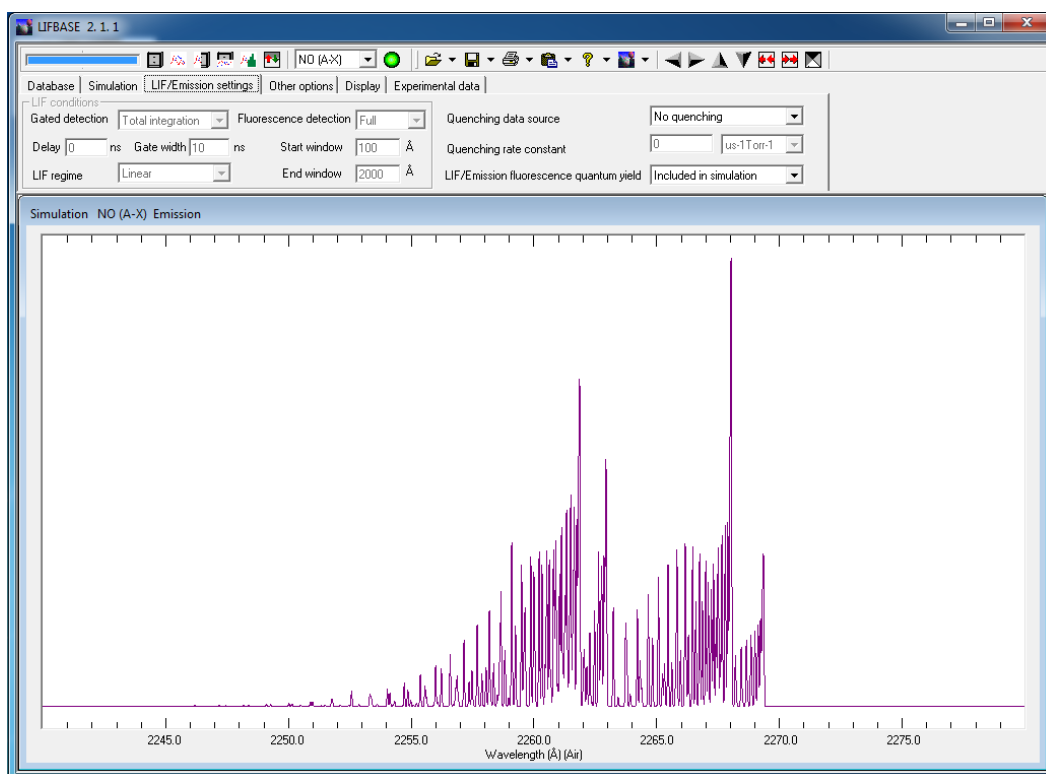 LIFBASE 2.1.1
NO (A-X)
Database Simulation LIF/Emission settings Other options Display Experimental data
LIF conditions
Gated detection Total integration Fluorescence detection Full Quenching data source No quenching
Delay 0 ns Gate width 10 ns Start window 100 Å Quenching rate constant 0 us-1Torr-1
LIF regime Linear End window 2000 Å LIF/Emission fluorescence quantum yield Included in simulation
Simulation NO (A-X) Emission
2245.0 2250.0 2255.0 2260.0 2265.0 2270.0 2275.0
Wavelength (Å) (Air)